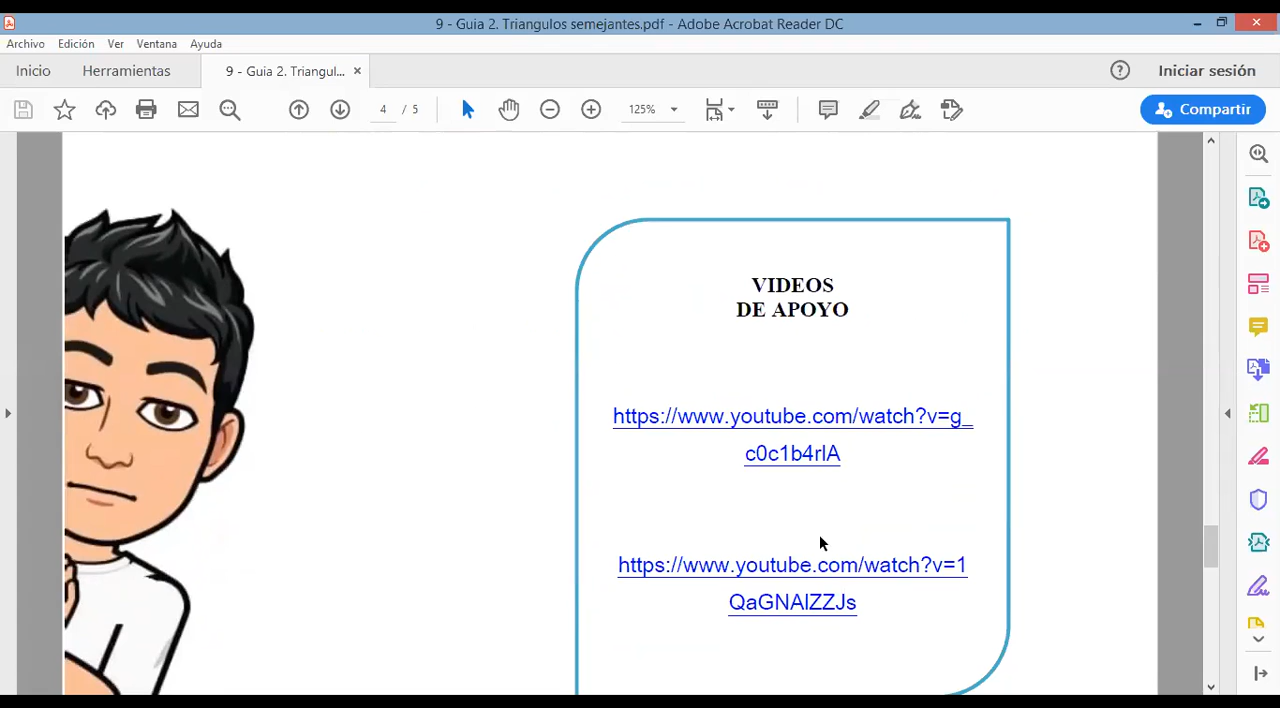 9 - Guia 2. Triangulos semejantes.pdf - Adobe Acrobat Reader DC
Archivo Edición Ver Ventana Ayuda
Inicio Herramientas 9 - Guia 2. Triangul... Iniciar sesión
4 / 5 125% Compartir
VIDEOS
DE APOYO
https://www.youtube.com/watch?v=g_
c0c1b4rlA
https://www.youtube.com/watch?v=1
QaGNAlZZJs